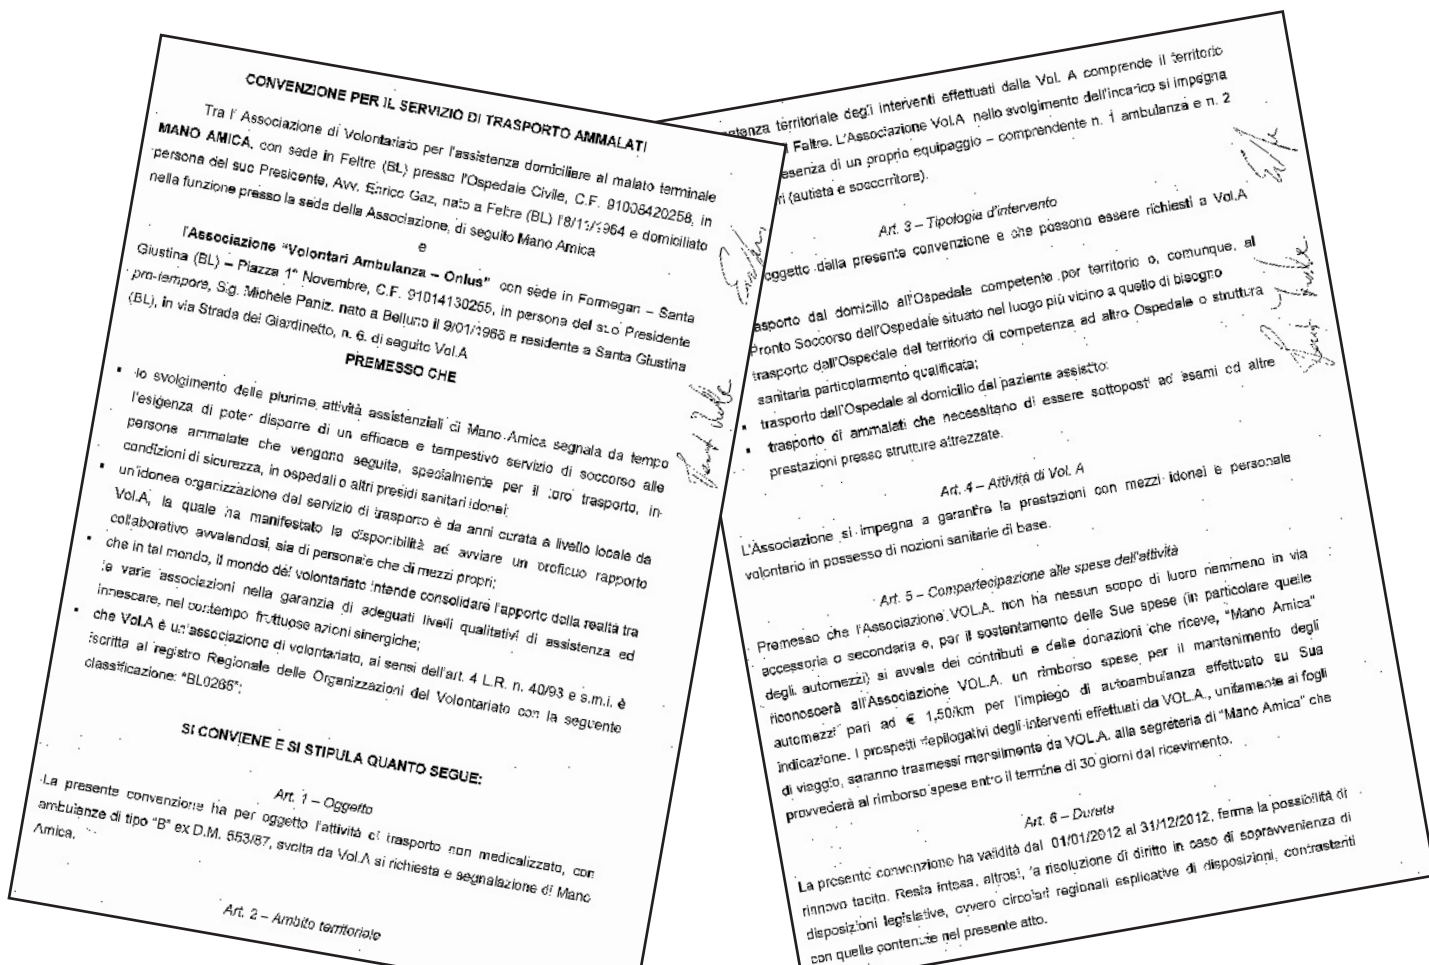 CONVENZIONE PER IL SERVIZIO DI TRASPORTO AMMALATI
Tra l' Associazione di Volontariato per l'assistenza domiciliare al malato terminale
MANO AMICA, con sede in Feltre (BL) presso l'Ospedale Civile, C.F. 91008420258, in
persona del suo Presidente, Avv. Enrico Gaz, nato a Feltre (BL) l'8/11/1964 e domiciliato
nella funzione presso la sede della Associazione, di seguito Mano Amica
e
l'Associazione "Volontari Ambulanza – Onlus" con sede in Formegan – Santa
Giustina (BL) – Piazza 1° Novembre, C.F. 91014130255, in persona del suo Presidente
pro-tempore, Sig. Michele Paniz, nato a Belluno il 9/01/1968 e residente a Santa Giustina
(BL), in via Strada del Giardinetto, n. 6, di seguito Vol.A
PREMESSO CHE
▪ lo svolgimento delle plurime attività assistenziali di Mano Amica segnala da tempo
l'esigenza di poter disporre di un efficace e tempestivo servizio di soccorso alle
persone ammalate che vengono seguite, specialmente per il loro trasporto, in
condizioni di sicurezza, in ospedali o altri presidi sanitari idonei;
▪ un'idonea organizzazione del servizio di trasporto è da anni curata a livello locale da
Vol.A, la quale ha manifestato la disponibilità ad avviare un proficuo rapporto
collaborativo avvalendosi, sia di personale che di mezzi propri;
▪ che in tal mondo, il mondo del volontariato intende consolidare l'apporto della realtà tra
le varie associazioni nella garanzia di adeguati livelli qualitativi di assistenza ed
innescare, nel contempo fruttuose azioni sinergiche;
▪ che Vol.A è un'associazione di volontariato, ai sensi dell'art. 4 L.R. n. 40/93 e s.m.i. è
iscritta al registro Regionale delle Organizzazioni del Volontariato con la seguente
classificazione: "BL0266";
SI CONVIENE E SI STIPULA QUANTO SEGUE:
Art. 1 – Oggetto
La presente convenzione ha per oggetto l'attività di trasporto non medicalizzato, con
ambulanze di tipo "B" ex D.M. 553/87, svolta da Vol.A si richiesta e segnalazione di Mano
Amica.
Art. 2 – Ambito territoriale
territoriale degli interventi effettuati dalla Vol. A comprende il territorio
Feltre. L'Associazione Vol.A nello svolgimento dell'incarico si impegna
di un proprio equipaggio – comprendente n. 1 ambulanza e n. 2
(autista e soccorritore).
Art. 3 – Tipologia d'intervento
oggetto della presente convenzione e che possono essere richiesti a Vol.A
dal domicilio all'Ospedale competente per territorio o, comunque, al
Pronto Soccorso dell'Ospedale situato nel luogo più vicino a quello di bisogno
trasporto dall'Ospedale del territorio di competenza ad altro Ospedale o struttura
sanitaria particolarmente qualificata;
▪ trasporto dall'Ospedale al domicilio del paziente assistito;
▪ trasporto di ammalati che necessitano di essere sottoposti ad esami od altre
prestazioni presso strutture attrezzate.
Art. 4 – Attività di Vol. A
L'Associazione si impegna a garantire la prestazioni con mezzi idonei e personale
volontario in possesso di nozioni sanitarie di base.
Art. 5 – Compartecipazione alle spese dell'attività
Premesso che l'Associazione VOL.A. non ha nessun scopo di lucro nemmeno in via
accessoria o secondaria e, per il sostentamento delle Sue spese (in particolare quelle
degli automezzi) si avvale dei contributi e delle donazioni che riceve, "Mano Amica"
riconoscerà all'Associazione VOL.A. un rimborso spese per il mantenimento degli
automezzi pari ad € 1,50/km per l'impiego di autoambulanza effettuato su Sua
indicazione. I prospetti riepilogativi degli interventi effettuati da VOL.A., unitamente ai fogli
di viaggio, saranno trasmessi mensilmente da VOL.A. alla segreteria di "Mano Amica" che
provvederà al rimborso spese entro il termine di 30 giorni dal ricevimento.
Art. 6 – Durata
La presente convenzione ha validità dal 01/01/2012 al 31/12/2012, ferma la possibilità di
rinnovo tacito. Resta intesa, altresì, la risoluzione di diritto in caso di sopravvenienza di
disposizioni legislative, ovvero circolari regionali esplicative di disposizioni, contrastanti
con quelle contenute nel presente atto.